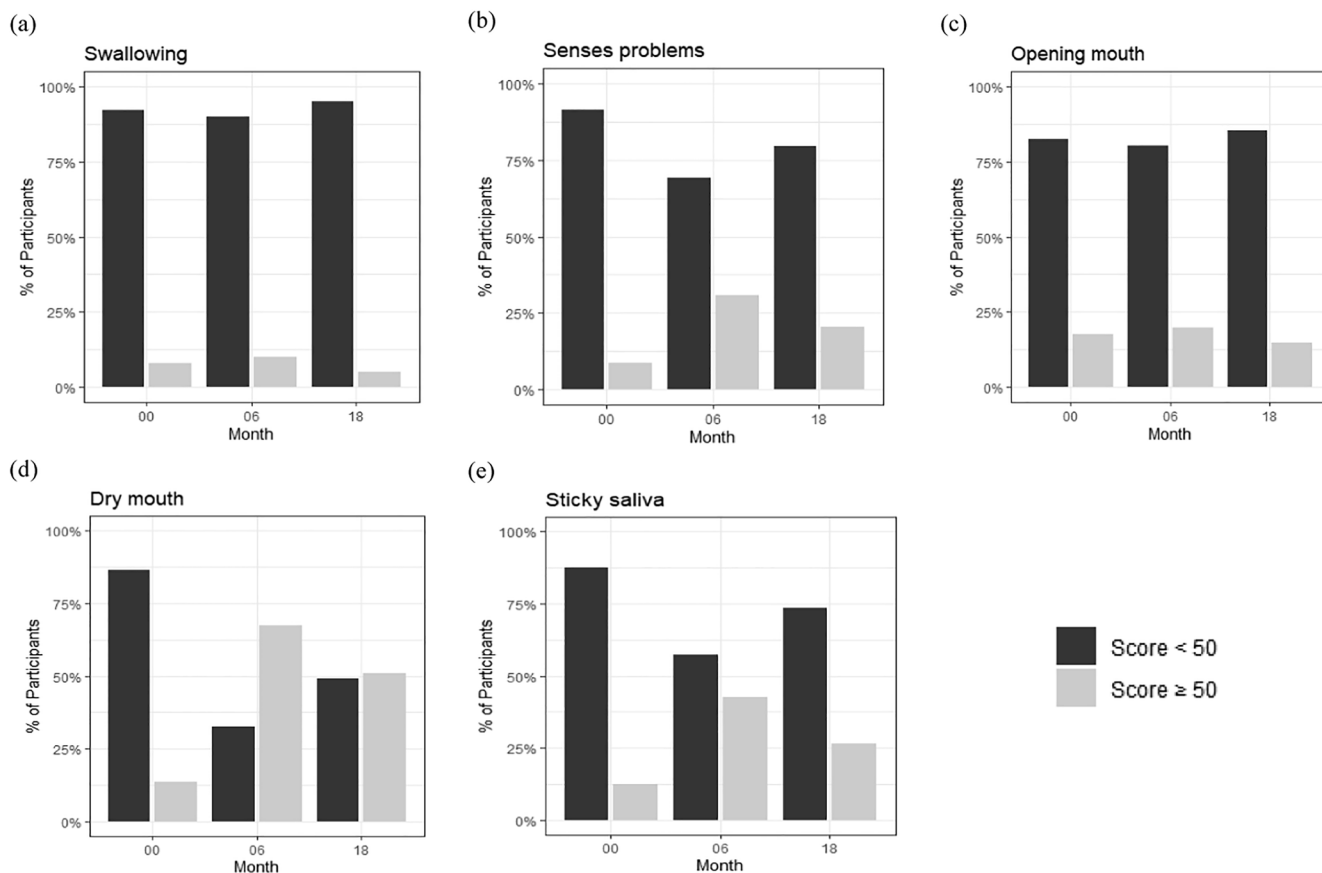 (a)
Swallowing
100%
75%
50%
25%
0%
% of Participants
00 06 18
Month
(b)
Senses problems
100%
75%
50%
25%
0%
% of Participants
00 06 18
Month
(c)
Opening mouth
100%
75%
50%
25%
0%
% of Participants
00 06 18
Month
(d)
Dry mouth
100%
75%
50%
25%
0%
% of Participants
00 06 18
Month
(e)
Sticky saliva
100%
75%
50%
25%
0%
% of Participants
00 06 18
Month
Score < 50
Score ≥ 50